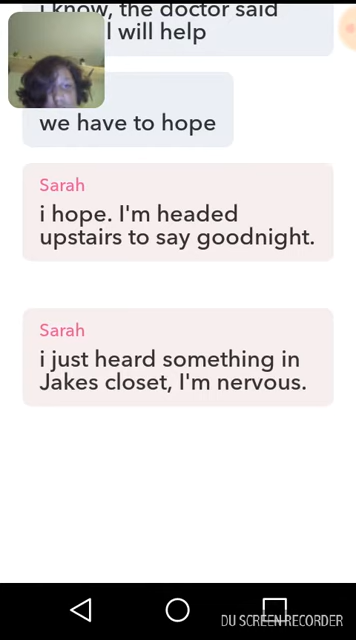 i know, the doctor said
l will help
we have to hope
Sarah
i hope. I'm headed
upstairs to say goodnight.
Sarah
i just heard something in
Jakes closet, I'm nervous.
DU SCREEN RECORDER